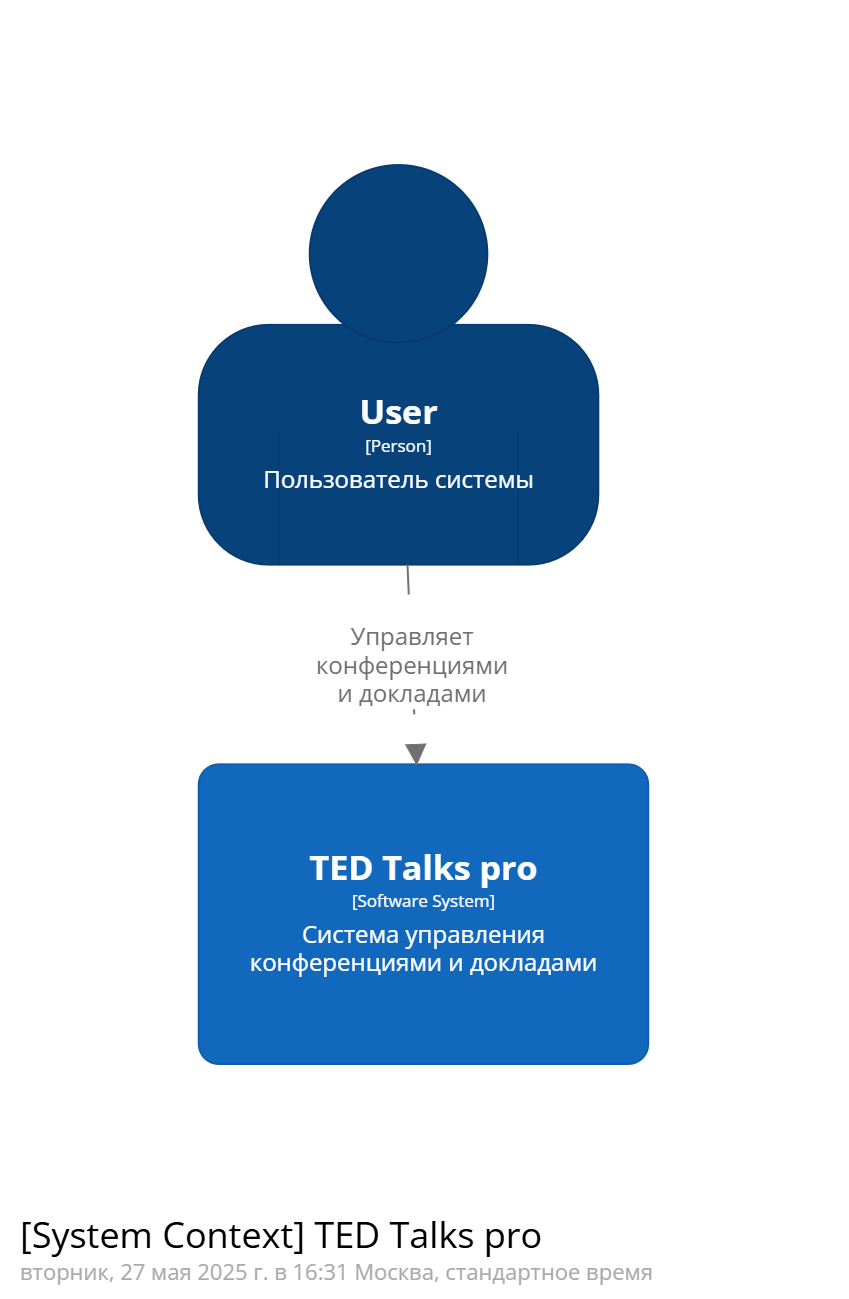 User
[Person]
Пользователь системы
Управляет
конференциями
и докладами
TED Talks pro
[Software System]
Система управления
конференциями и докладами
[System Context] TED Talks pro
вторник, 27 мая 2025 г. в 16:31 Москва, стандартное время